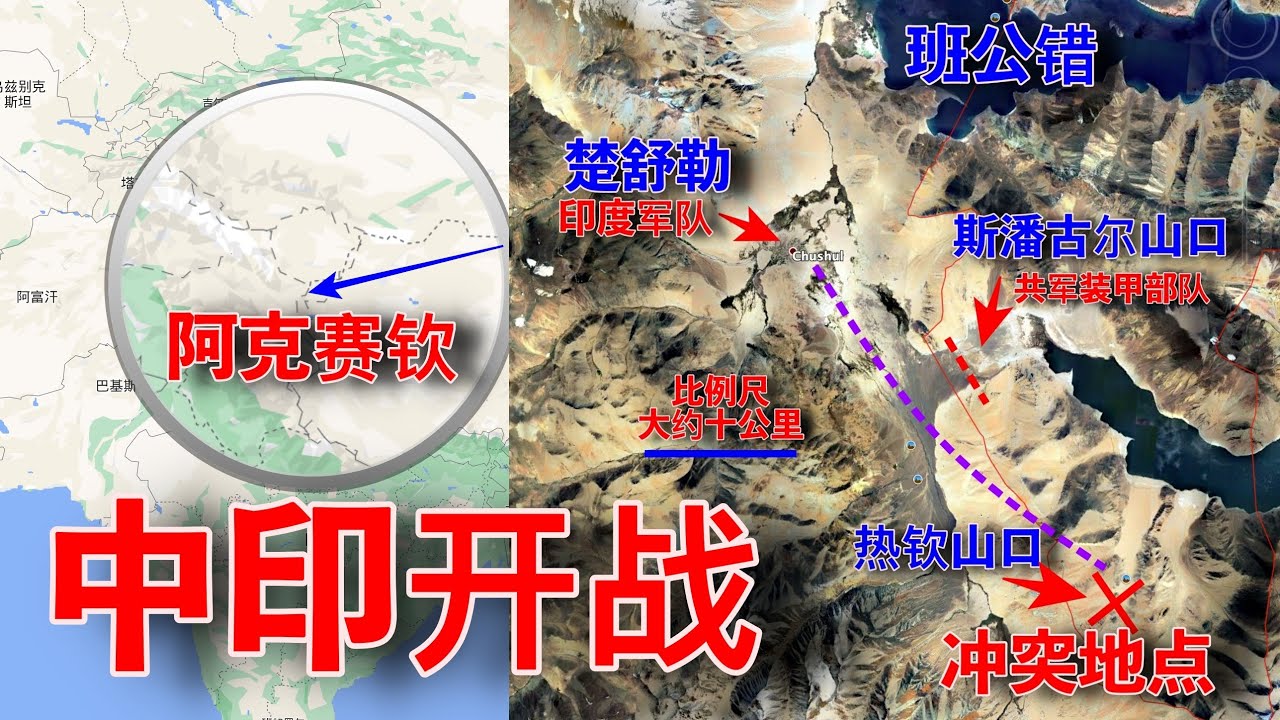 兹别克
斯坦
塔
阿富汗
巴基斯
阿克赛钦
中印开战
班公错
楚舒勒
印度军队
Chushul
斯潘古尔山口
共军装甲部队
比例尺
大约十公里
热钦山口
冲突地点